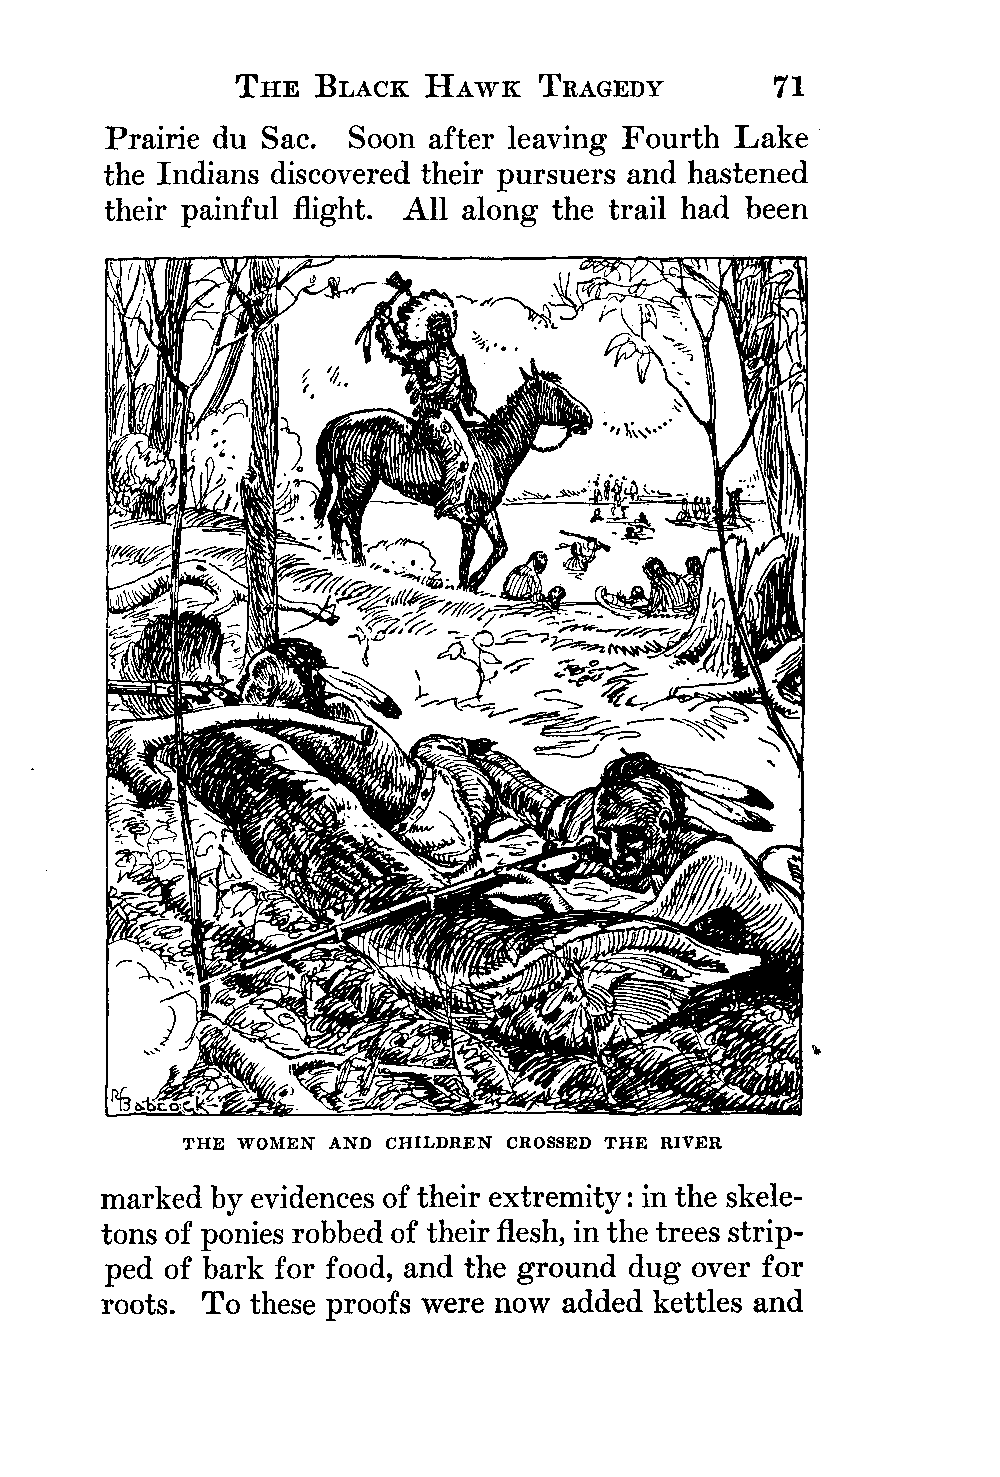 THE BLACK HAWK TRAGEDY 71
Prairie du Sac. Soon after leaving Fourth Lake
the Indians discovered their pursuers and hastened
their painful flight. All along the trail had been
RFBabcock-
THE WOMEN AND CHILDREN CROSSED THE RIVER
marked by evidences of their extremity: in the skele-
tons of ponies robbed of their flesh, in the trees strip-
ped of bark for food, and the ground dug over for
roots. To these proofs were now added kettles and